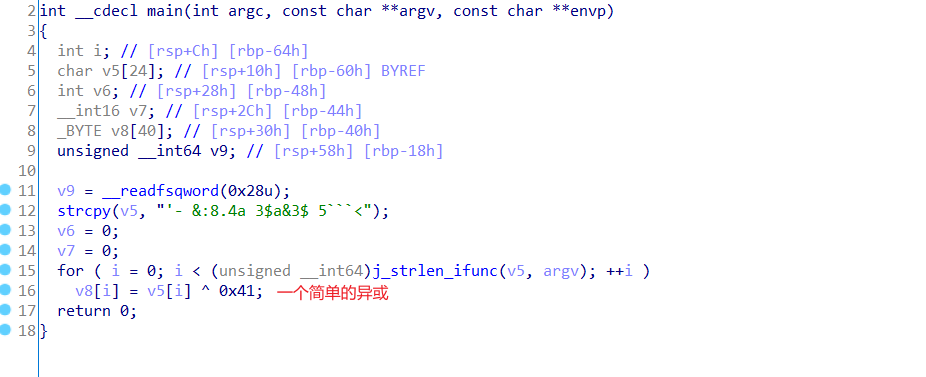 2 int __cdecl main(int argc, const char **argv, const char **envp)
3 {
4 int i; // [rsp+Ch] [rbp-64h]
5 char v5[24]; // [rsp+10h] [rbp-60h] BYREF
6 int v6; // [rsp+28h] [rbp-48h]
7 __int16 v7; // [rsp+2Ch] [rbp-44h]
8 _BYTE v8[40]; // [rsp+30h] [rbp-40h]
9 unsigned __int64 v9; // [rsp+58h] [rbp-18h]
10
11 v9 = __readfsqword(0x28u);
12 strcpy(v5, "'- &:8.4a 3$a&3$ 5```<");
13 v6 = 0;
14 v7 = 0;
15 for ( i = 0; i < (unsigned __int64)j_strlen_ifunc(v5, argv); ++i )
16 v8[i] = v5[i] ^ 0x41; 一个简单的异或
17 return 0;
18 }